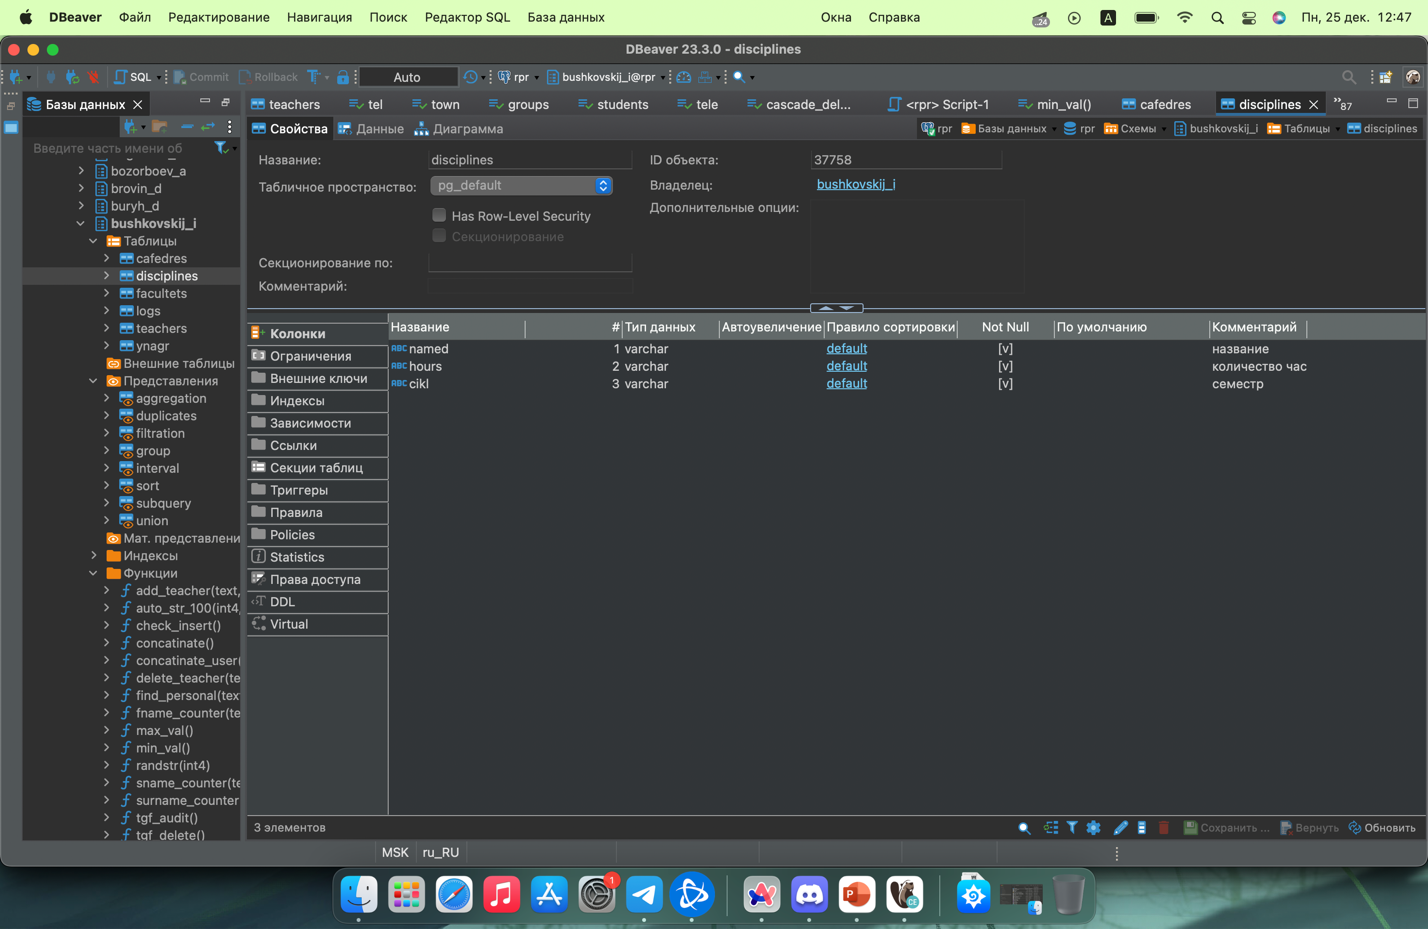 DBeaver Файл Редактирование Навигация Поиск Редактор SQL База данных Окна Справка 24 A Пн, 25 дек. 12:47
DBeaver 23.3.0 - disciplines
SQL Commit Rollback Auto rpr bushkovskij_i@rpr
Базы данных
teachers tel town groups students tele cascade_del... <rpr> Script-1 min_val() cafedres disciplines »87
Свойства Данные Диаграмма rpr Базы данных rpr Схемы bushkovskij_i Таблицы disciplines
Введите часть имени об
bozorboev_a
brovin_d
buryh_d
bushkovskij_i
Таблицы
cafedres
disciplines
facultets
logs
teachers
ynagr
Внешние таблицы
Представления
aggregation
duplicates
filtration
group
interval
sort
subquery
union
Мат. представлени
Индексы
Функции
add_teacher(text,
auto_str_100(int4,
check_insert()
concatinate()
concatinate_user(
delete_teacher(te
find_personal(tex
fname_counter(te
max_val()
min_val()
randstr(int4)
sname_counter(te
surname_counter
tgf_audit()
tgf_delete()
Название: disciplines ID объекта: 37758
Табличное пространство: pg_default Владелец: bushkovskij_i
Дополнительные опции:
Has Row-Level Security
Секционирование
Секционирование по:
Комментарий:
Колонки
Ограничения
Внешние ключи
Индексы
Зависимости
Ссылки
Секции таблиц
Триггеры
Правила
Policies
Statistics
Права доступа
DDL
Virtual
Название # Тип данных Автоувеличение Правило сортировки Not Null По умолчанию Комментарий
ABC named 1 varchar default [v] название
ABC hours 2 varchar default [v] количество час
ABC cikl 3 varchar default [v] семестр
3 элементов Сохранить ... Вернуть Обновить
MSK ru_RU
1
CE